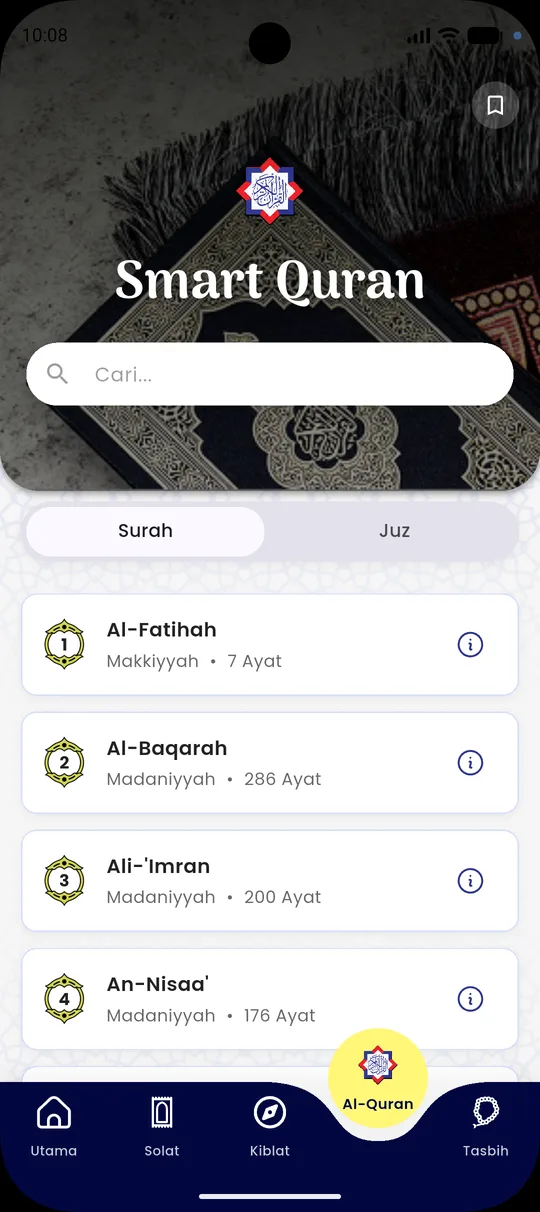 10:08
Smart Quran
Cari...
Surah
Juz
1
Al-Fatihah
Makkiyyah • 7 Ayat
2
Al-Baqarah
Madaniyyah • 286 Ayat
3
Ali-'Imran
Madaniyyah • 200 Ayat
4
An-Nisaa'
Madaniyyah • 176 Ayat
Utama
Solat
Kiblat
Al-Quran
Tasbih